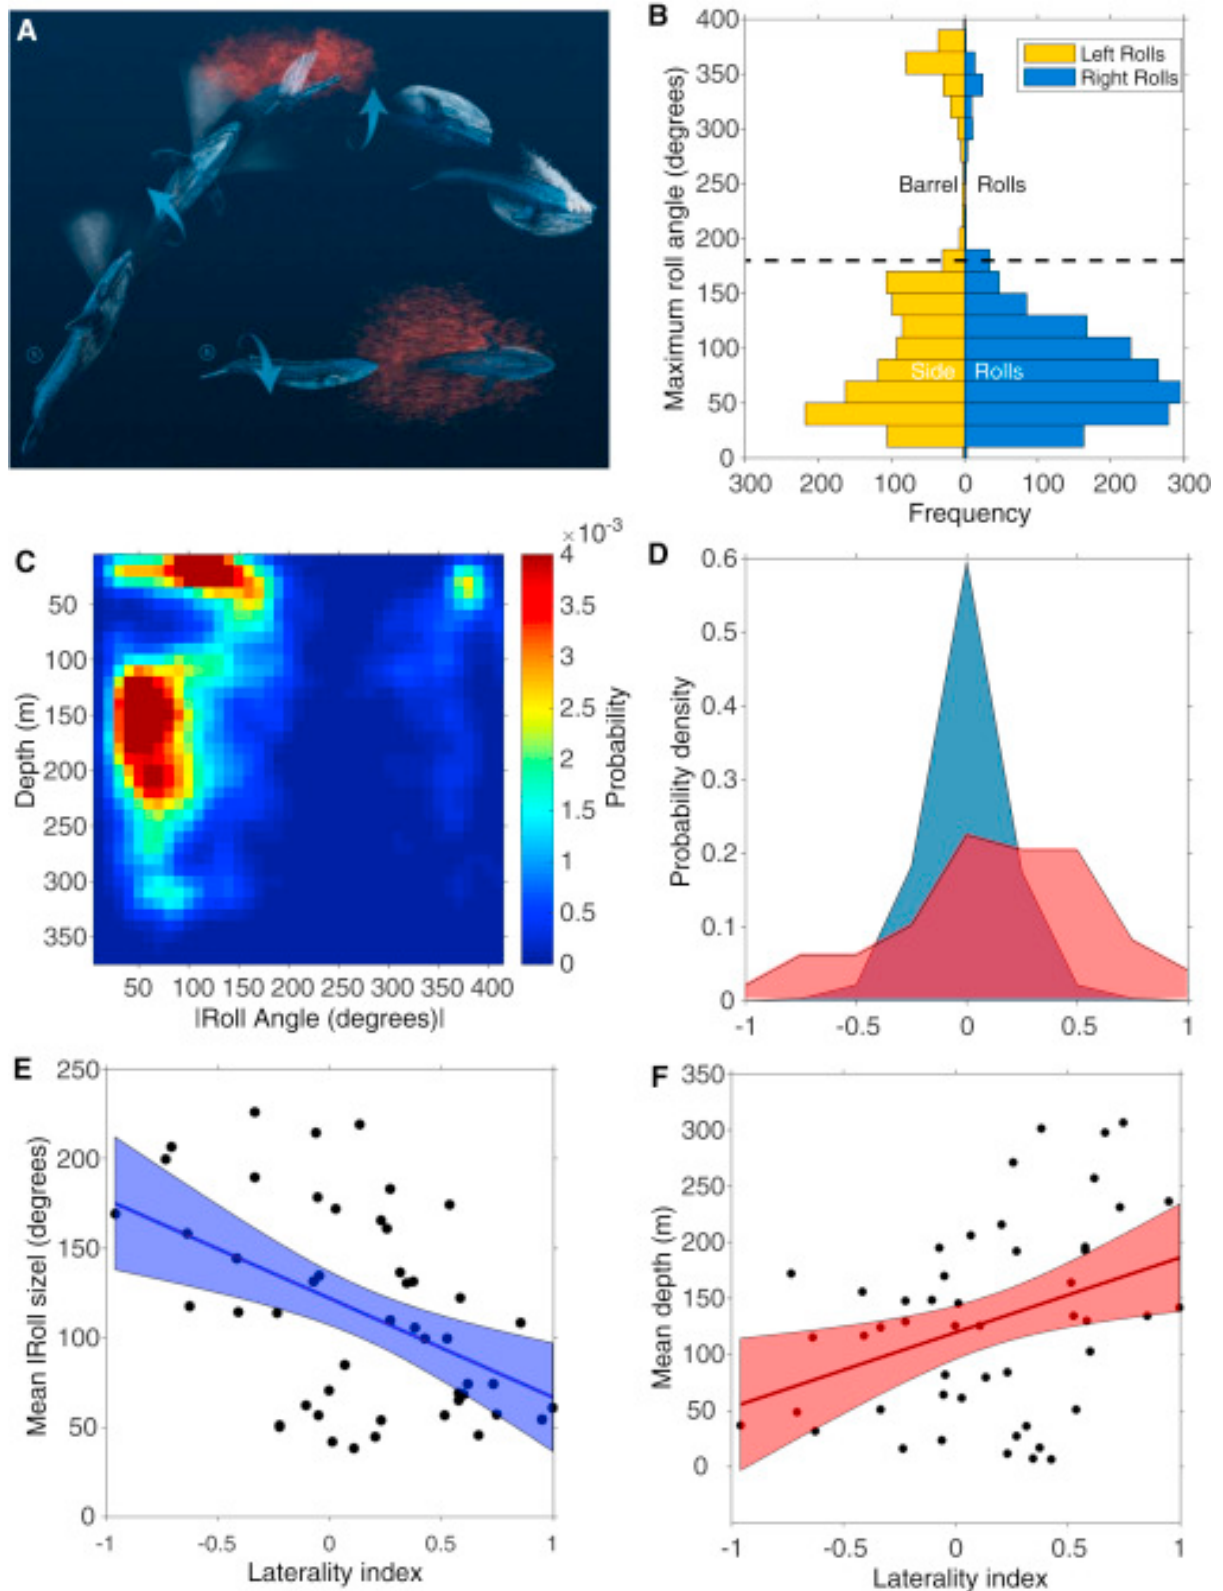 A
B
400
350
300
250
200
150
100
50
0
Maximum roll angle (degrees)
Left Rolls
Right Rolls
Barrel Rolls
Side Rolls
300 200 100 0 100 200 300
Frequency
C
50
100
150
200
250
300
350
Depth (m)
50 100 150 200 250 300 350 400
|Roll Angle (degrees)|
×10-3
4
3.5
3
2.5
2
1.5
1
0.5
0
Probability
D
0.6
0.5
0.4
0.3
0.2
0.1
0
Probability density
-1 -0.5 0 0.5 1
E
250
200
150
100
50
0
Mean |Roll size| (degrees)
-1 -0.5 0 0.5 1
Laterality index
F
350
300
250
200
150
100
50
0
Mean depth (m)
-1 -0.5 0 0.5 1
Laterality index